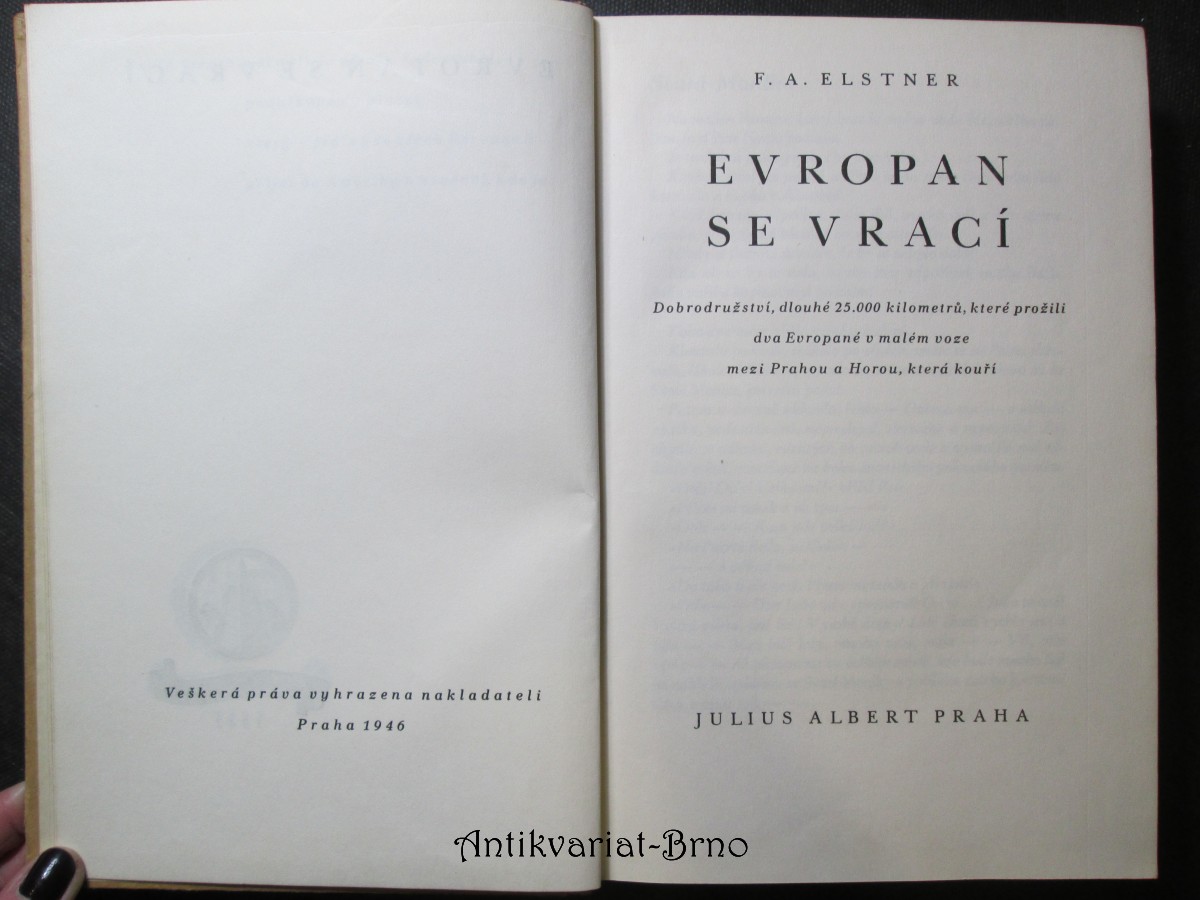 Veškerá práva vyhrazena nakladateli
Praha 1946
F. A. ELSTNER
EVROPAN
SE VRACÍ
Dobrodružství, dlouhé 25.000 kilometrů, které prožili
dva Evropané v malém voze
mezi Prahou a Horou, která kouří
JULIUS ALBERT PRAHA
Antikvariat-Brno